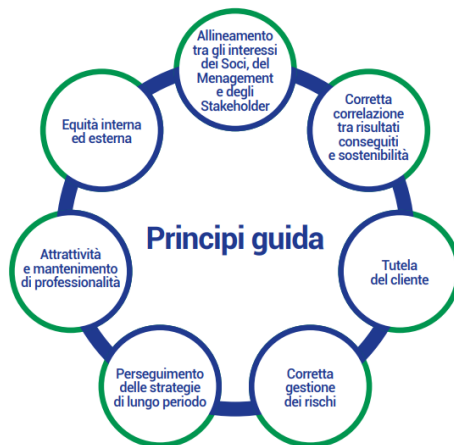 Allineamento
tra gli interessi
dei Soci, del
Menagement
e degli
Stakeholder
Corretta
correlazione
tra risultati
conseguiti
e sostenibilità
Tutela
del cliente
Corretta
gestione
dei rischi
Perseguimento
delle strategie
di lungo periodo
Attrattività
e mantenimento
di professionalità
Equità interna
ed esterna
Principi guida